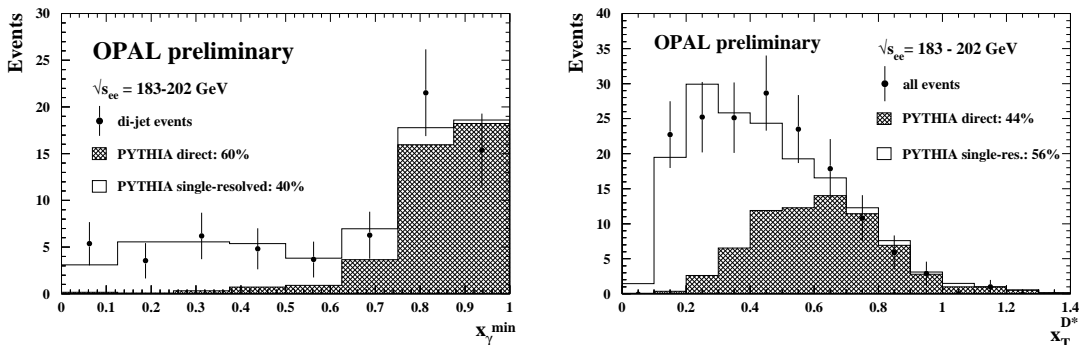 OPAL preliminary
√s_ee = 183-202 GeV
di-jet events
PYTHIA direct: 60%
PYTHIA single-resolved: 40%
Events
30
25
20
15
10
5
0
0 0.1 0.2 0.3 0.4 0.5 0.6 0.7 0.8 0.9 1
x_γ^min
OPAL preliminary
√s_ee = 183 - 202 GeV
all events
PYTHIA direct: 44%
PYTHIA single-res.: 56%
Events
40
35
30
25
20
15
10
5
0
0 0.2 0.4 0.6 0.8 1 1.2 1.4
x_T^D*